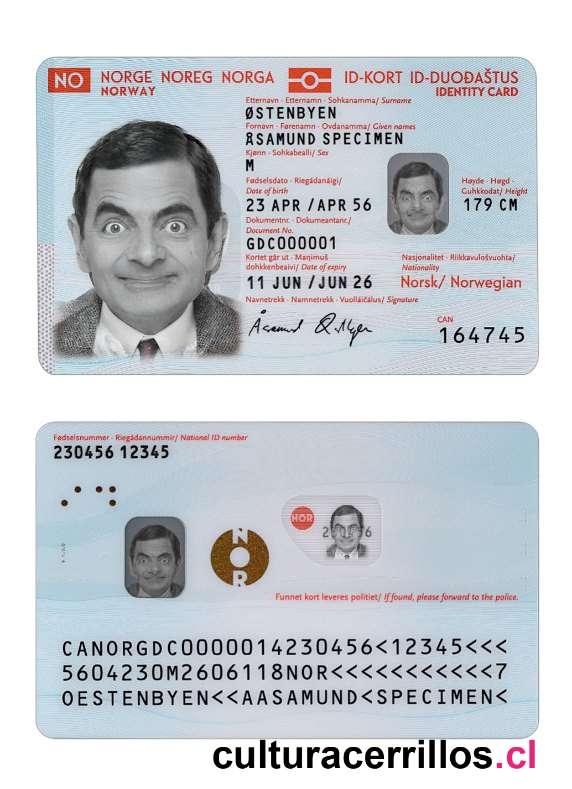 NO NORGE NOREG NORGA ID-KORT ID-DUOĐAŠTUS
NORWAY IDENTITY CARD
Etternavn · Etternamn · Sohkanamma/ Surname
ØSTENBYEN
Fornavn · Førenamn · Ovdanamma/ Given names
ÅSAMUND SPECIMEN
Kjønn · Sohkabealli/ Sex
M
Fødselsdato · Riegádanáigi/
Date of birth
23 APR /APR 56
Høyde · Høgd ·
Guhkkodat/ Height
179 CM
Dokumentnr. · Dokumeantanr./
Document No.
GDC000001
Kortet går ut · Maŋimuš
dohkkenbeaivi/ Date of expiry
11 JUN /JUN 26
Nasjonalitet · Riikkavulošvuohta/
Nationality
Norsk/ Norwegian
Navnetrekk · Namnetrekk · Vuolláičálus/ Signature
CAN
164745
Fødselsnummer · Riegádannummir/ National ID number
230456 12345
NOR
NOR
Funnet kort leveres politiet/ If found, please forward to the police.
CANORGDC0000014230456<12345<<<
5604230M2606118NOR<<<<<<<<<<<7
OESTENBYEN<<AASAMUND<SPECIMEN<
culturacerrillos.cl